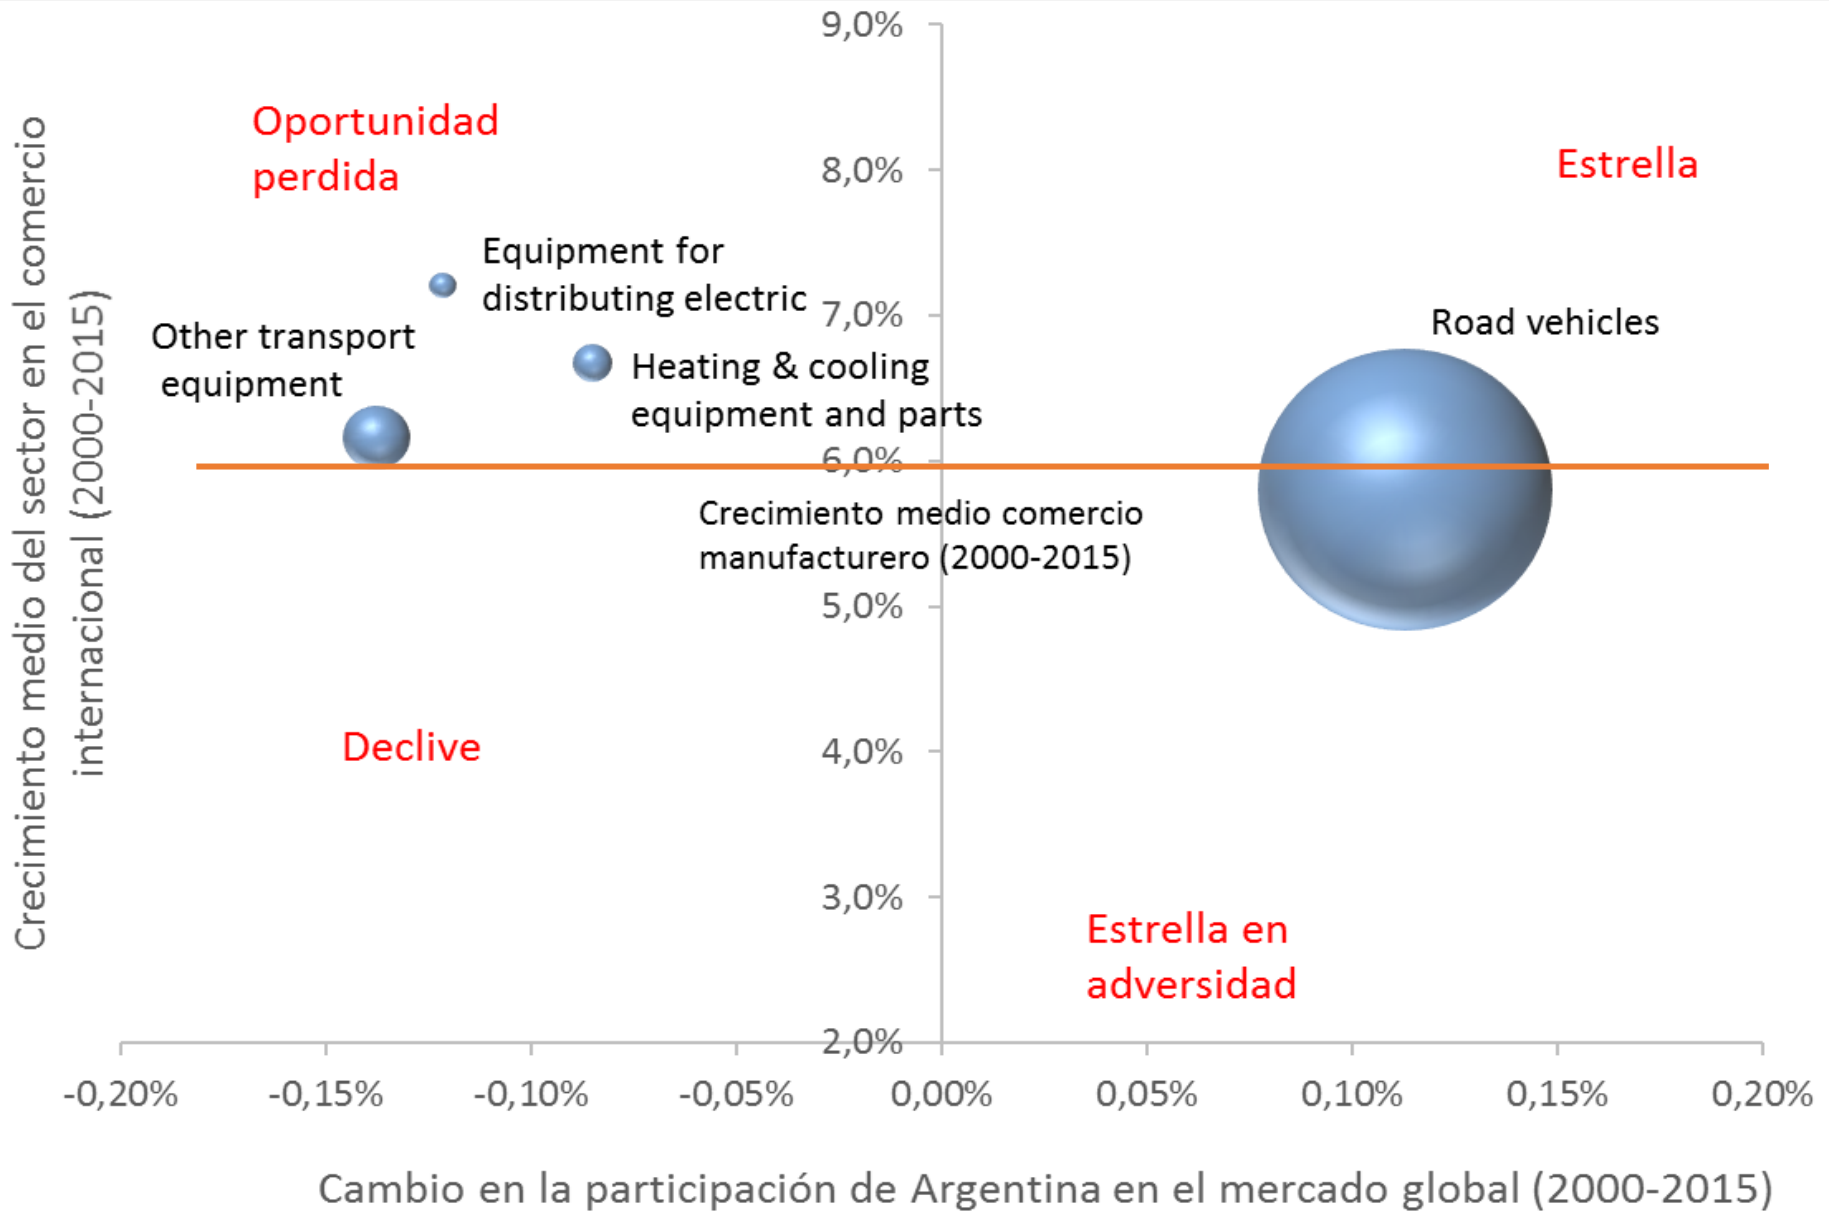 Crecimiento medio del sector en el comercio
internacional (2000-2015)
9,0%
8,0%
7,0%
6,0%
5,0%
4,0%
3,0%
2,0%
Oportunidad
perdida
Estrella
Equipment for
distributing electric
Other transport
equipment
Heating & cooling
equipment and parts
Road vehicles
Crecimiento medio comercio
manufacturero (2000-2015)
Declive
Estrella en
adversidad
-0,20%
-0,15%
-0,10%
-0,05%
0,00%
0,05%
0,10%
0,15%
0,20%
Cambio en la participación de Argentina en el mercado global (2000-2015)